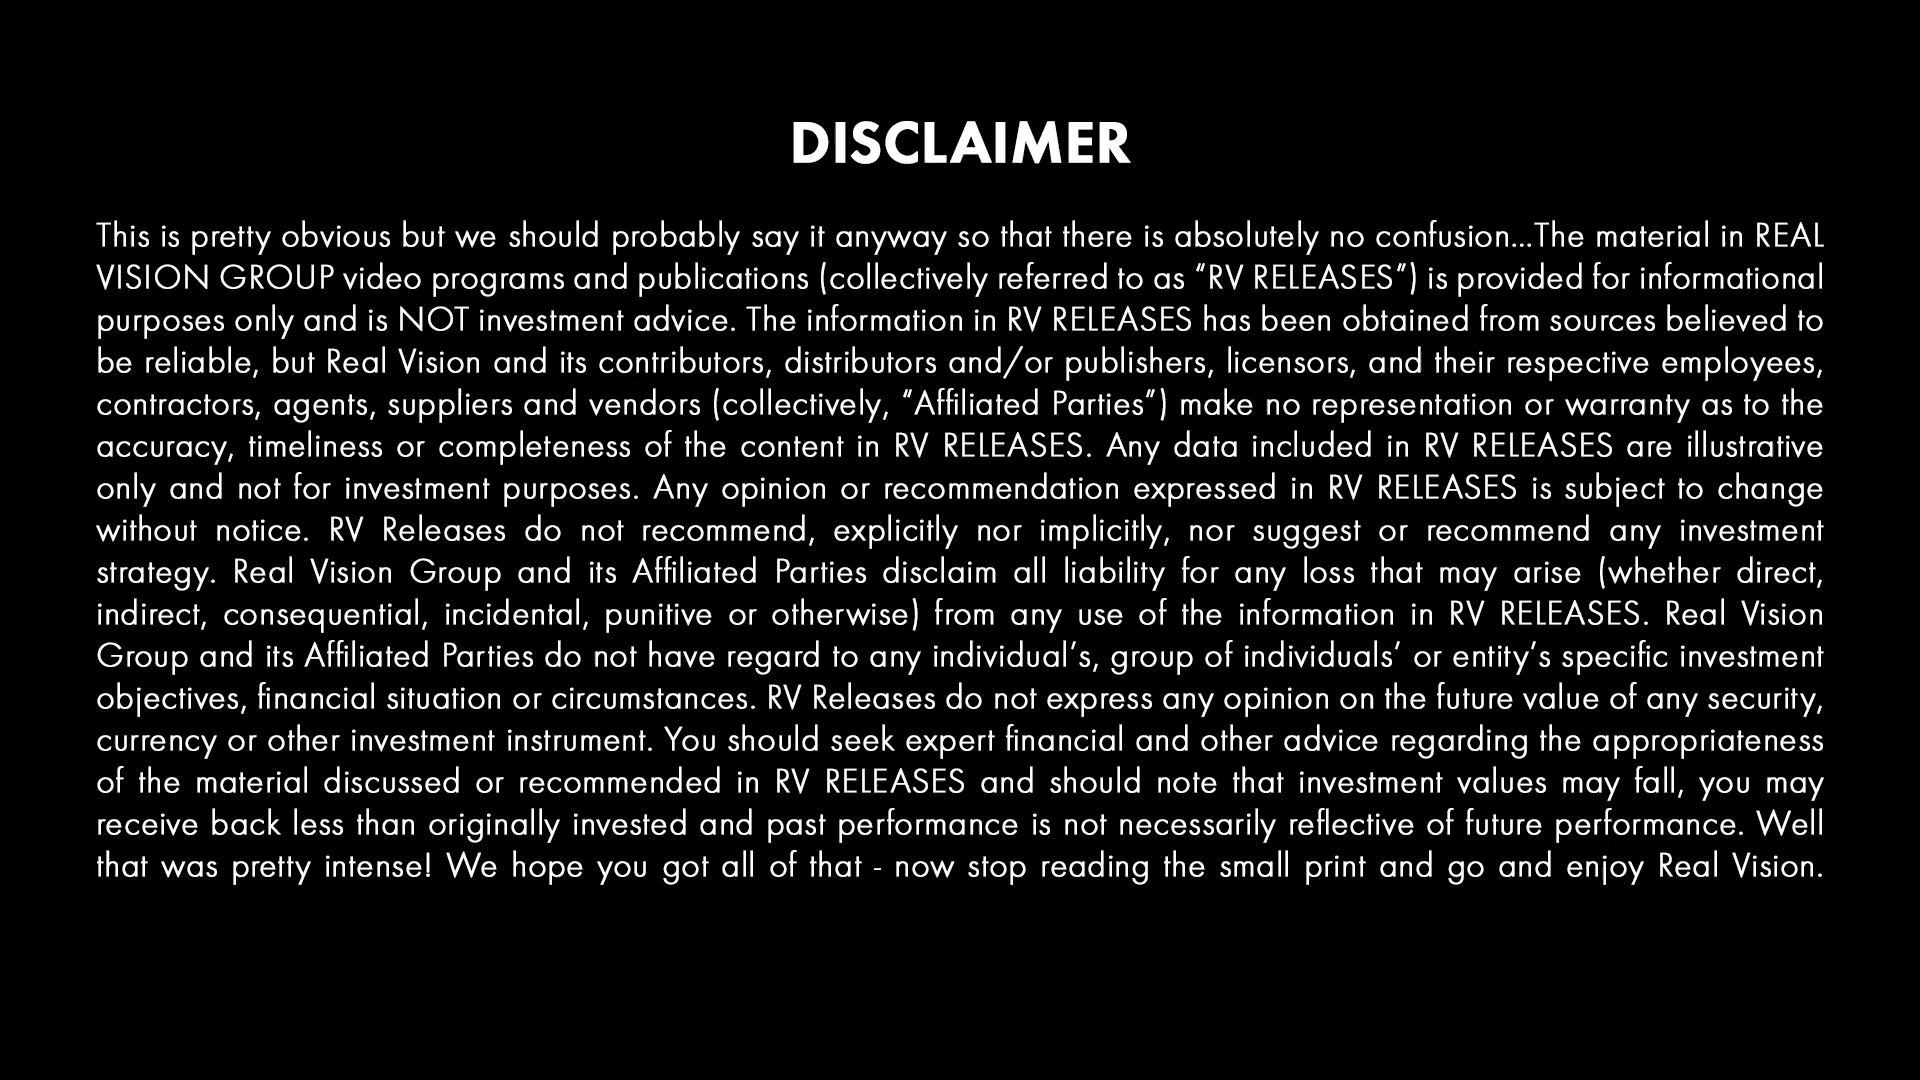 DISCLAIMER
This is pretty obvious but we should probably say it anyway so that there is absolutely no confusion...The material in REAL
VISION GROUP video programs and publications (collectively referred to as “RV RELEASES”) is provided for informational
purposes only and is NOT investment advice. The information in RV RELEASES has been obtained from sources believed to
be reliable, but Real Vision and its contributors, distributors and/or publishers, licensors, and their respective employees,
contractors, agents, suppliers and vendors (collectively, “Affiliated Parties”) make no representation or warranty as to the
accuracy, timeliness or completeness of the content in RV RELEASES. Any data included in RV RELEASES are illustrative
only and not for investment purposes. Any opinion or recommendation expressed in RV RELEASES is subject to change
without notice. RV Releases do not recommend, explicitly nor implicitly, nor suggest or recommend any investment
strategy. Real Vision Group and its Affiliated Parties disclaim all liability for any loss that may arise (whether direct,
indirect, consequential, incidental, punitive or otherwise) from any use of the information in RV RELEASES. Real Vision
Group and its Affiliated Parties do not have regard to any individual’s, group of individuals’ or entity’s specific investment
objectives, financial situation or circumstances. RV Releases do not express any opinion on the future value of any security,
currency or other investment instrument. You should seek expert financial and other advice regarding the appropriateness
of the material discussed or recommended in RV RELEASES and should note that investment values may fall, you may
receive back less than originally invested and past performance is not necessarily reflective of future performance. Well
that was pretty intense! We hope you got all of that - now stop reading the small print and go and enjoy Real Vision.